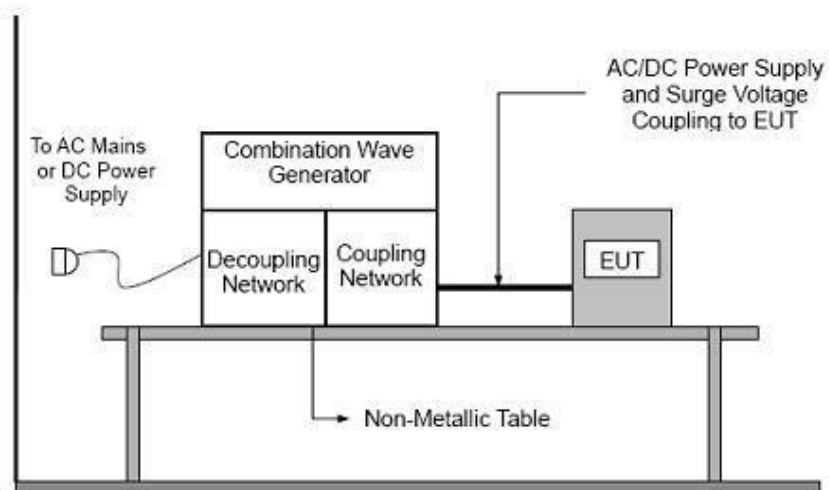 AC/DC Power Supply
and Surge Voltage
Coupling to EUT
To AC Mains
or DC Power
Supply
Combination Wave
Generator
Decoupling
Network
Coupling
Network
EUT
Non-Metallic Table